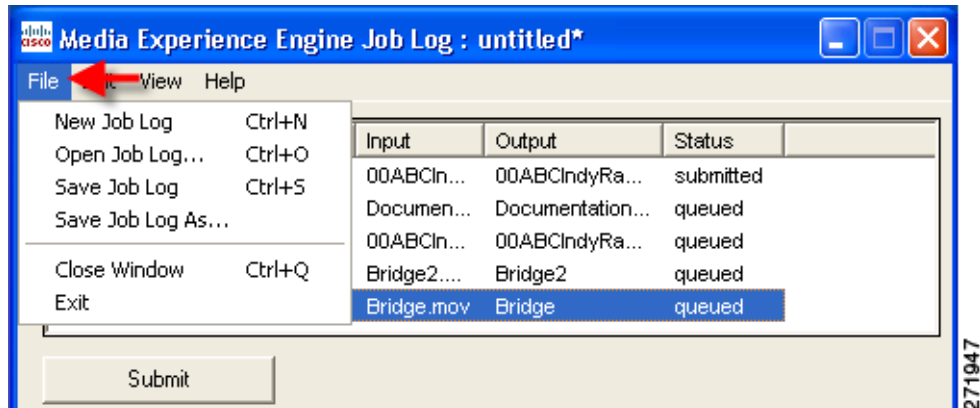 cisco Media Experience Engine Job Log : untitled*
File View Help
New Job Log Ctrl+N
Open Job Log... Ctrl+O
Save Job Log Ctrl+S
Save Job Log As...
Close Window Ctrl+Q
Exit
Input Output Status
00ABCIn... 00ABCIndyRa... submitted
Documen... Documentation... queued
00ABCIn... 00ABCIndyRa... queued
Bridge2.... Bridge2 queued
Bridge.mov Bridge queued
Submit
271947